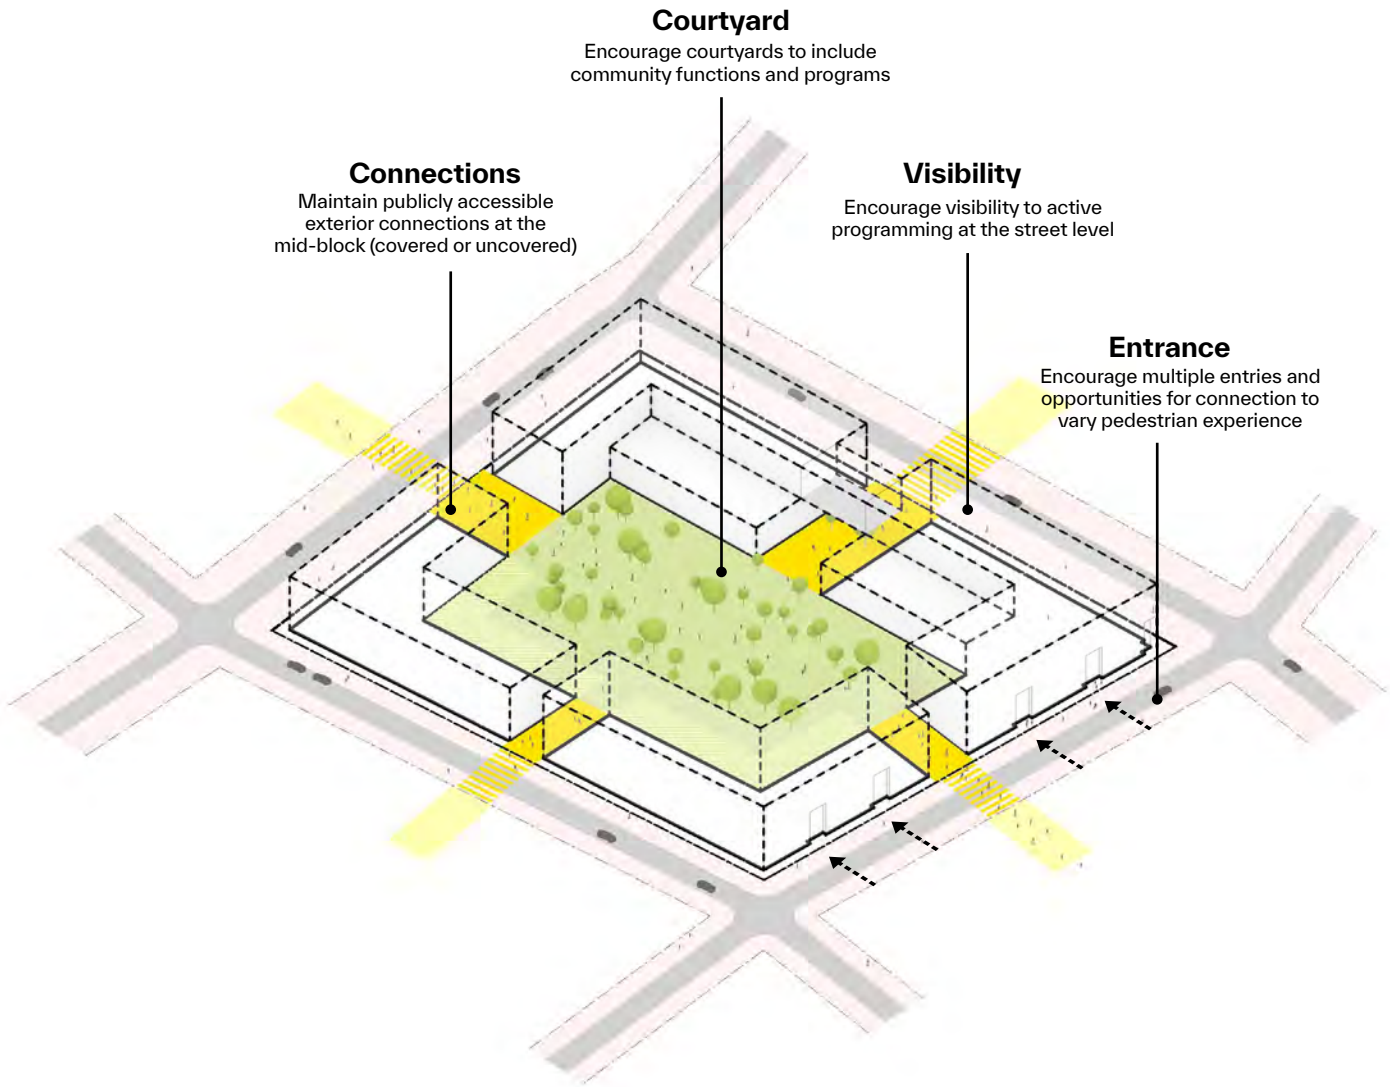 Courtyard
Encourage courtyards to include
community functions and programs
Connections
Maintain publicly accessible
exterior connections at the
mid-block (covered or uncovered)
Visibility
Encourage visibility to active
programming at the street level
Entrance
Encourage multiple entries and
opportunities for connection to
vary pedestrian experience